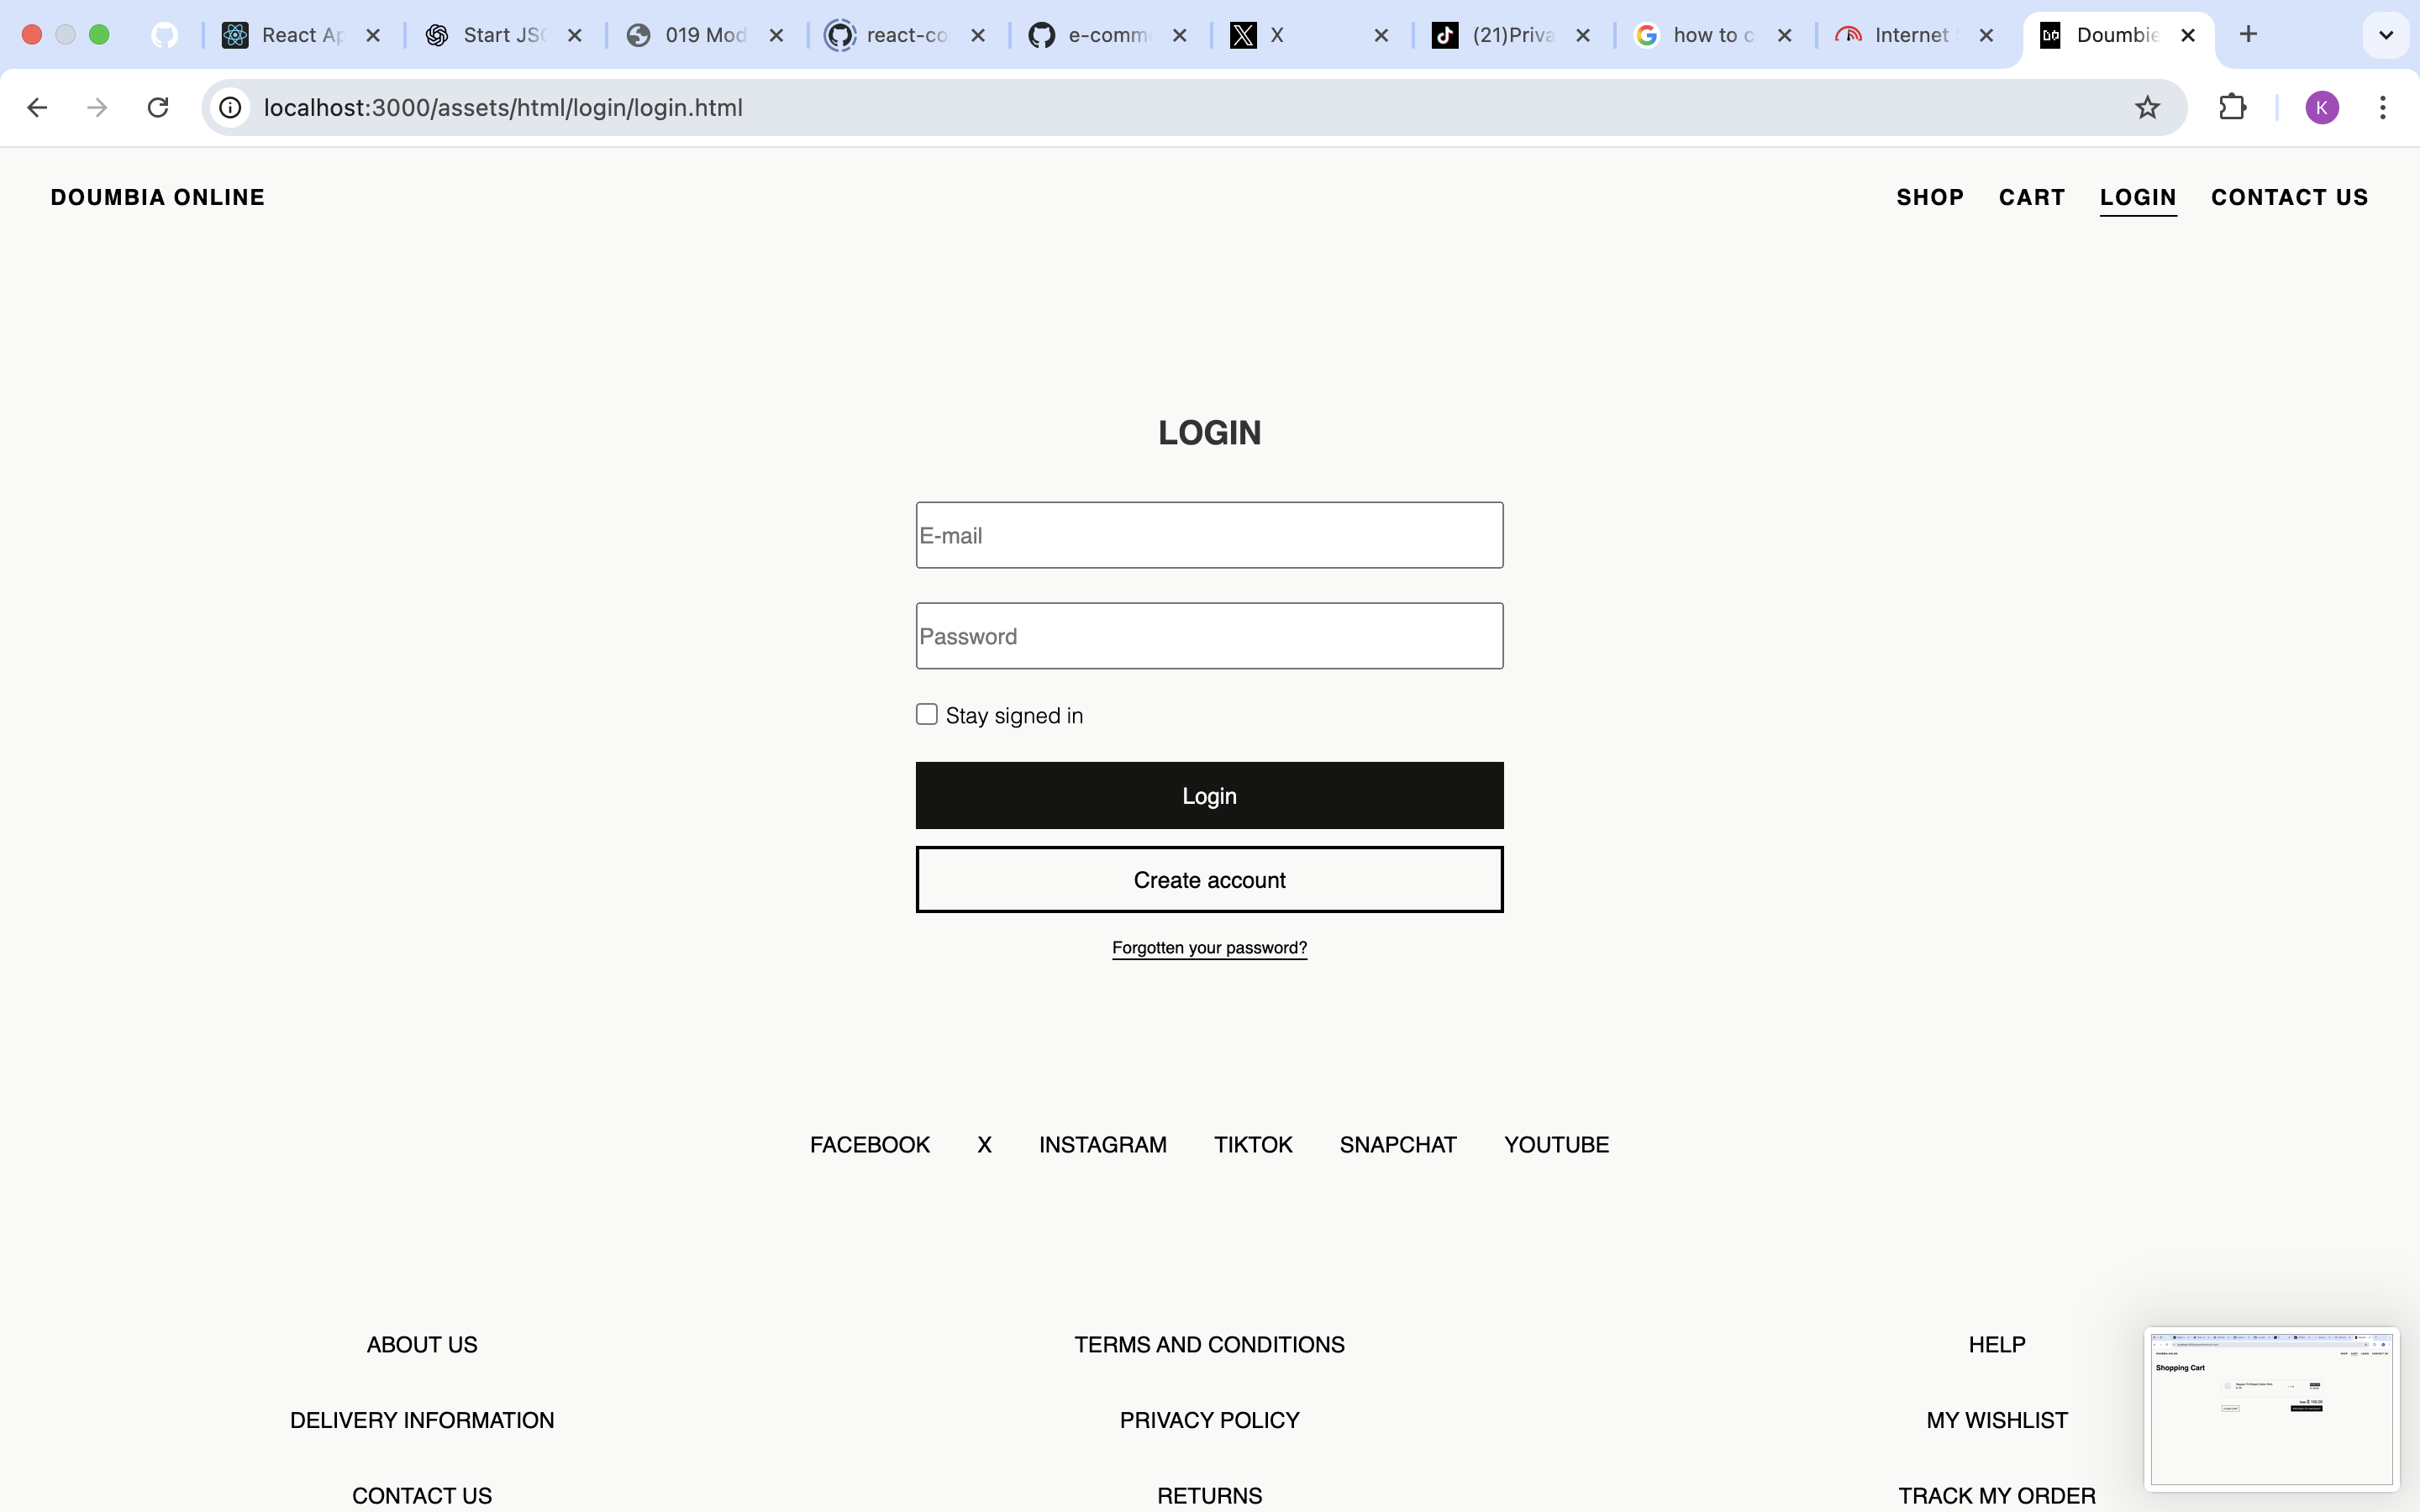 React Ap
Start JSO
019 Mod
react-co
e-comm
X
(21)Priva
how to c
Internet
Doumbie
localhost:3000/assets/html/login/login.html
K
DOUMBIA ONLINE
SHOP CART LOGIN CONTACT US
LOGIN
E-mail
Password
Stay signed in
Login
Create account
Forgotten your password?
FACEBOOK X INSTAGRAM TIKTOK SNAPCHAT YOUTUBE
ABOUT US TERMS AND CONDITIONS HELP
DELIVERY INFORMATION PRIVACY POLICY MY WISHLIST
CONTACT US RETURNS TRACK MY ORDER
Shopping Cart